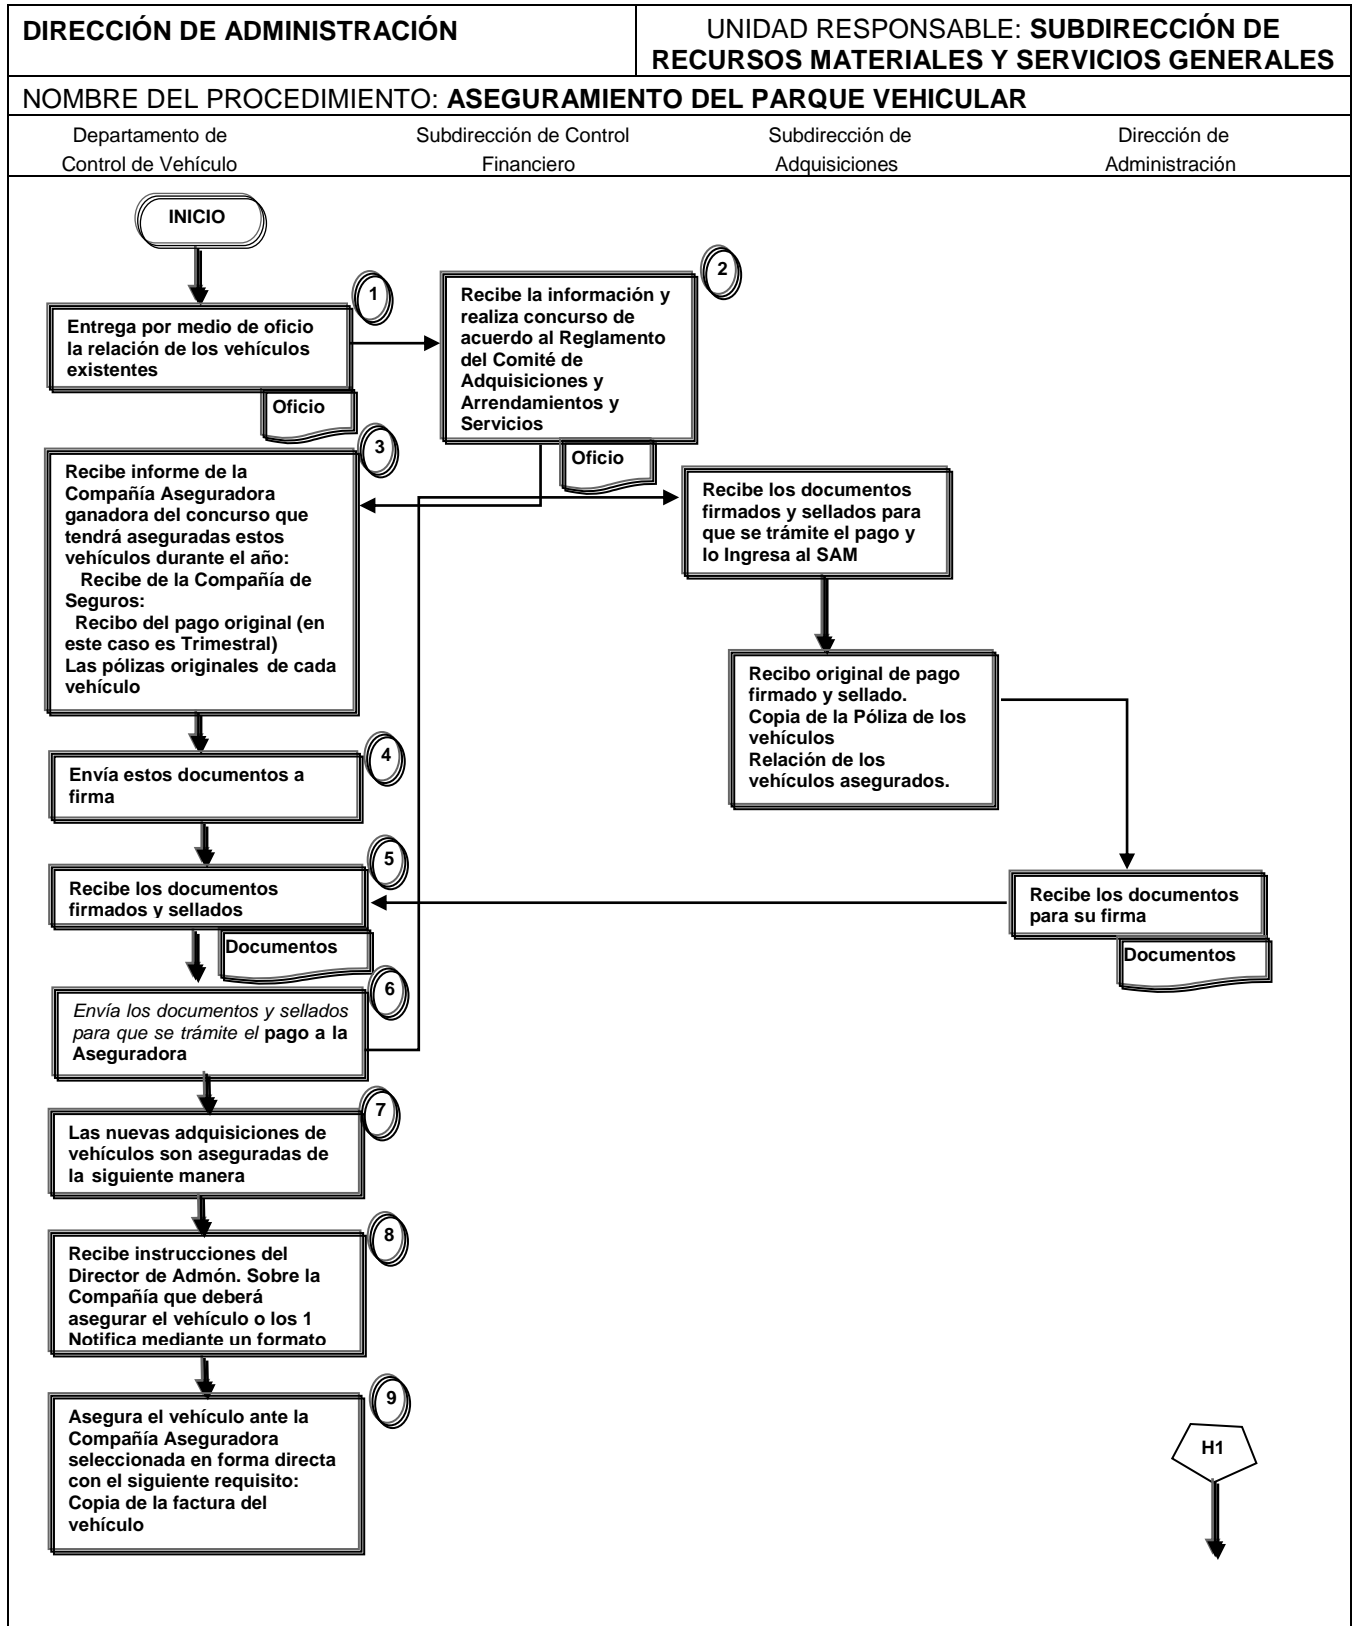 DIRECCIÓN DE ADMINISTRACIÓN
UNIDAD RESPONSABLE: SUBDIRECCIÓN DE
RECURSOS MATERIALES Y SERVICIOS GENERALES
NOMBRE DEL PROCEDIMIENTO: ASEGURAMIENTO DEL PARQUE VEHICULAR
Departamento de
Control de Vehículo
Subdirección de Control
Financiero
Subdirección de
Adquisiciones
Dirección de
Administración
INICIO
1
Entrega por medio de oficio
la relación de los vehículos
existentes
Oficio
2
Recibe la información y
realiza concurso de
acuerdo al Reglamento
del Comité de
Adquisiciones y
Arrendamientos y
Servicios
Oficio
3
Recibe informe de la
Compañía Aseguradora
ganadora del concurso que
tendrá aseguradas estos
vehículos durante el año:
Recibe de la Compañía de
Seguros:
Recibo del pago original (en
este caso es Trimestral)
Las pólizas originales de cada
vehículo
Recibe los documentos
firmados y sellados para
que se trámite el pago y
lo Ingresa al SAM
Recibo original de pago
firmado y sellado.
Copia de la Póliza de los
vehículos
Relación de los
vehículos asegurados.
4
Envía estos documentos a
firma
5
Recibe los documentos
firmados y sellados
Documentos
Recibe los documentos
para su firma
Documentos
6
Envía los documentos y sellados
para que se trámite el pago a la
Aseguradora
7
Las nuevas adquisiciones de
vehículos son aseguradas de
la siguiente manera
8
Recibe instrucciones del
Director de Admón. Sobre la
Compañía que deberá
asegurar el vehículo o los 1
Notifica mediante un formato
9
Asegura el vehículo ante la
Compañía Aseguradora
seleccionada en forma directa
con el siguiente requisito:
Copia de la factura del
vehículo
H1